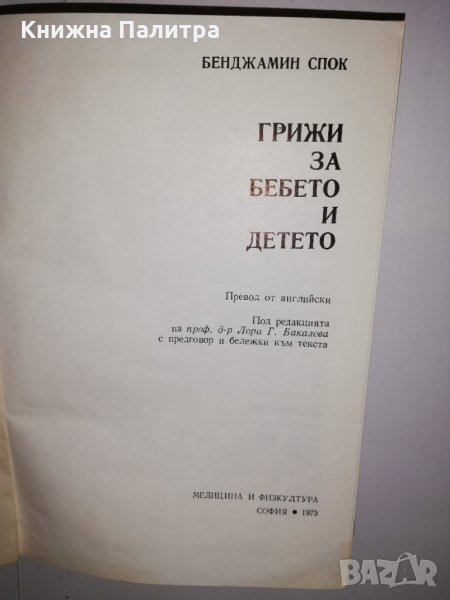 Книжна Палитра
БЕНДЖАМИН СПОК
ГРИЖИ
ЗА
БЕБЕТО
И
ДЕТЕТО
Превод от английски
Под редакцията
на проф. д-р Лора Г. Бакалова
с предговор и бележки към текста
МЕДИЦИНА И ФИЗКУЛТУРА
СОФИЯ • 1973
BAZAR